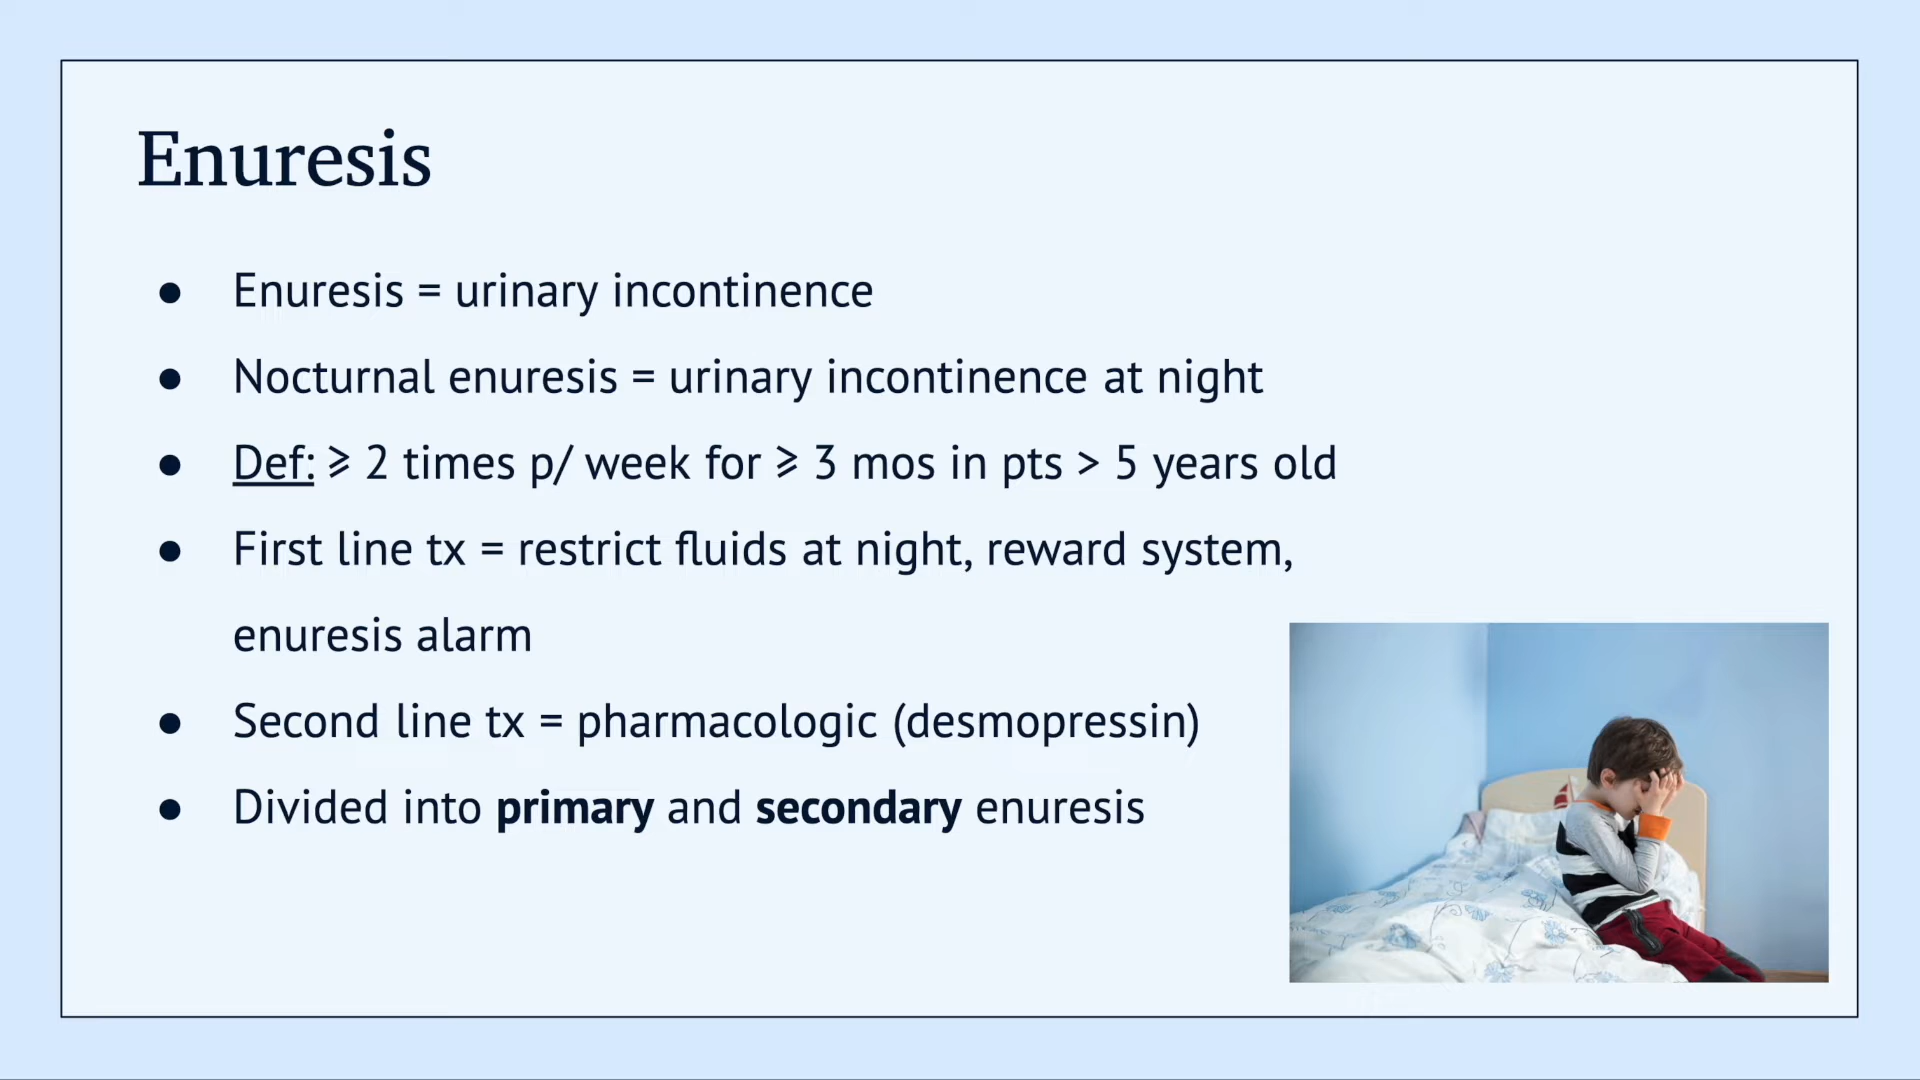 Enuresis
● Enuresis = urinary incontinence
● Nocturnal enuresis = urinary incontinence at night
● Def: ⩾ 2 times p/ week for ⩾ 3 mos in pts > 5 years old
● First line tx = restrict fluids at night, reward system,
enuresis alarm
● Second line tx = pharmacologic (desmopressin)
● Divided into primary and secondary enuresis